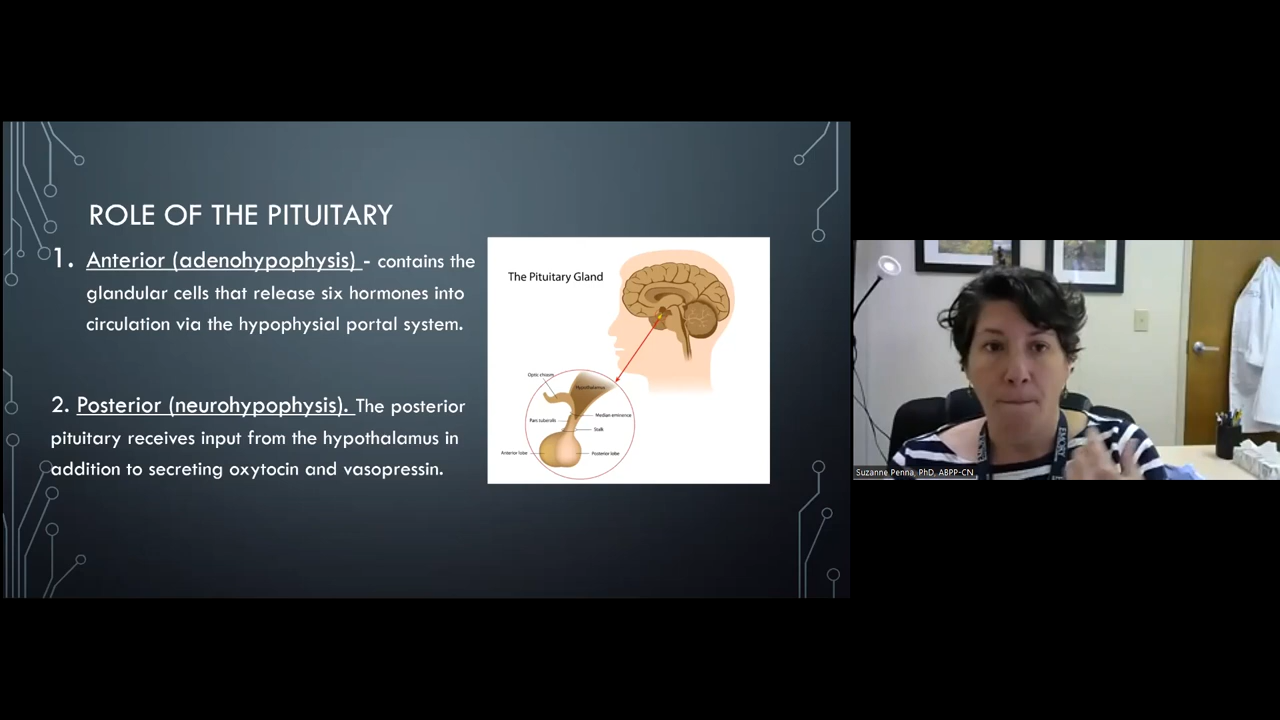 ROLE OF THE PITUITARY
1. Anterior (adenohypophysis) - contains the
glandular cells that release six hormones into
circulation via the hypophysial portal system.
2. Posterior (neurohypophysis). The posterior
pituitary receives input from the hypothalamus in
addition to secreting oxytocin and vasopressin.
The Pituitary Gland
Optic chiasm
Hypothalamus
Median eminence
Pars tuberalis
Stalk
Anterior lobe
Posterior lobe
Suzanne Penna, PhD, ABPP-CN
EMORY